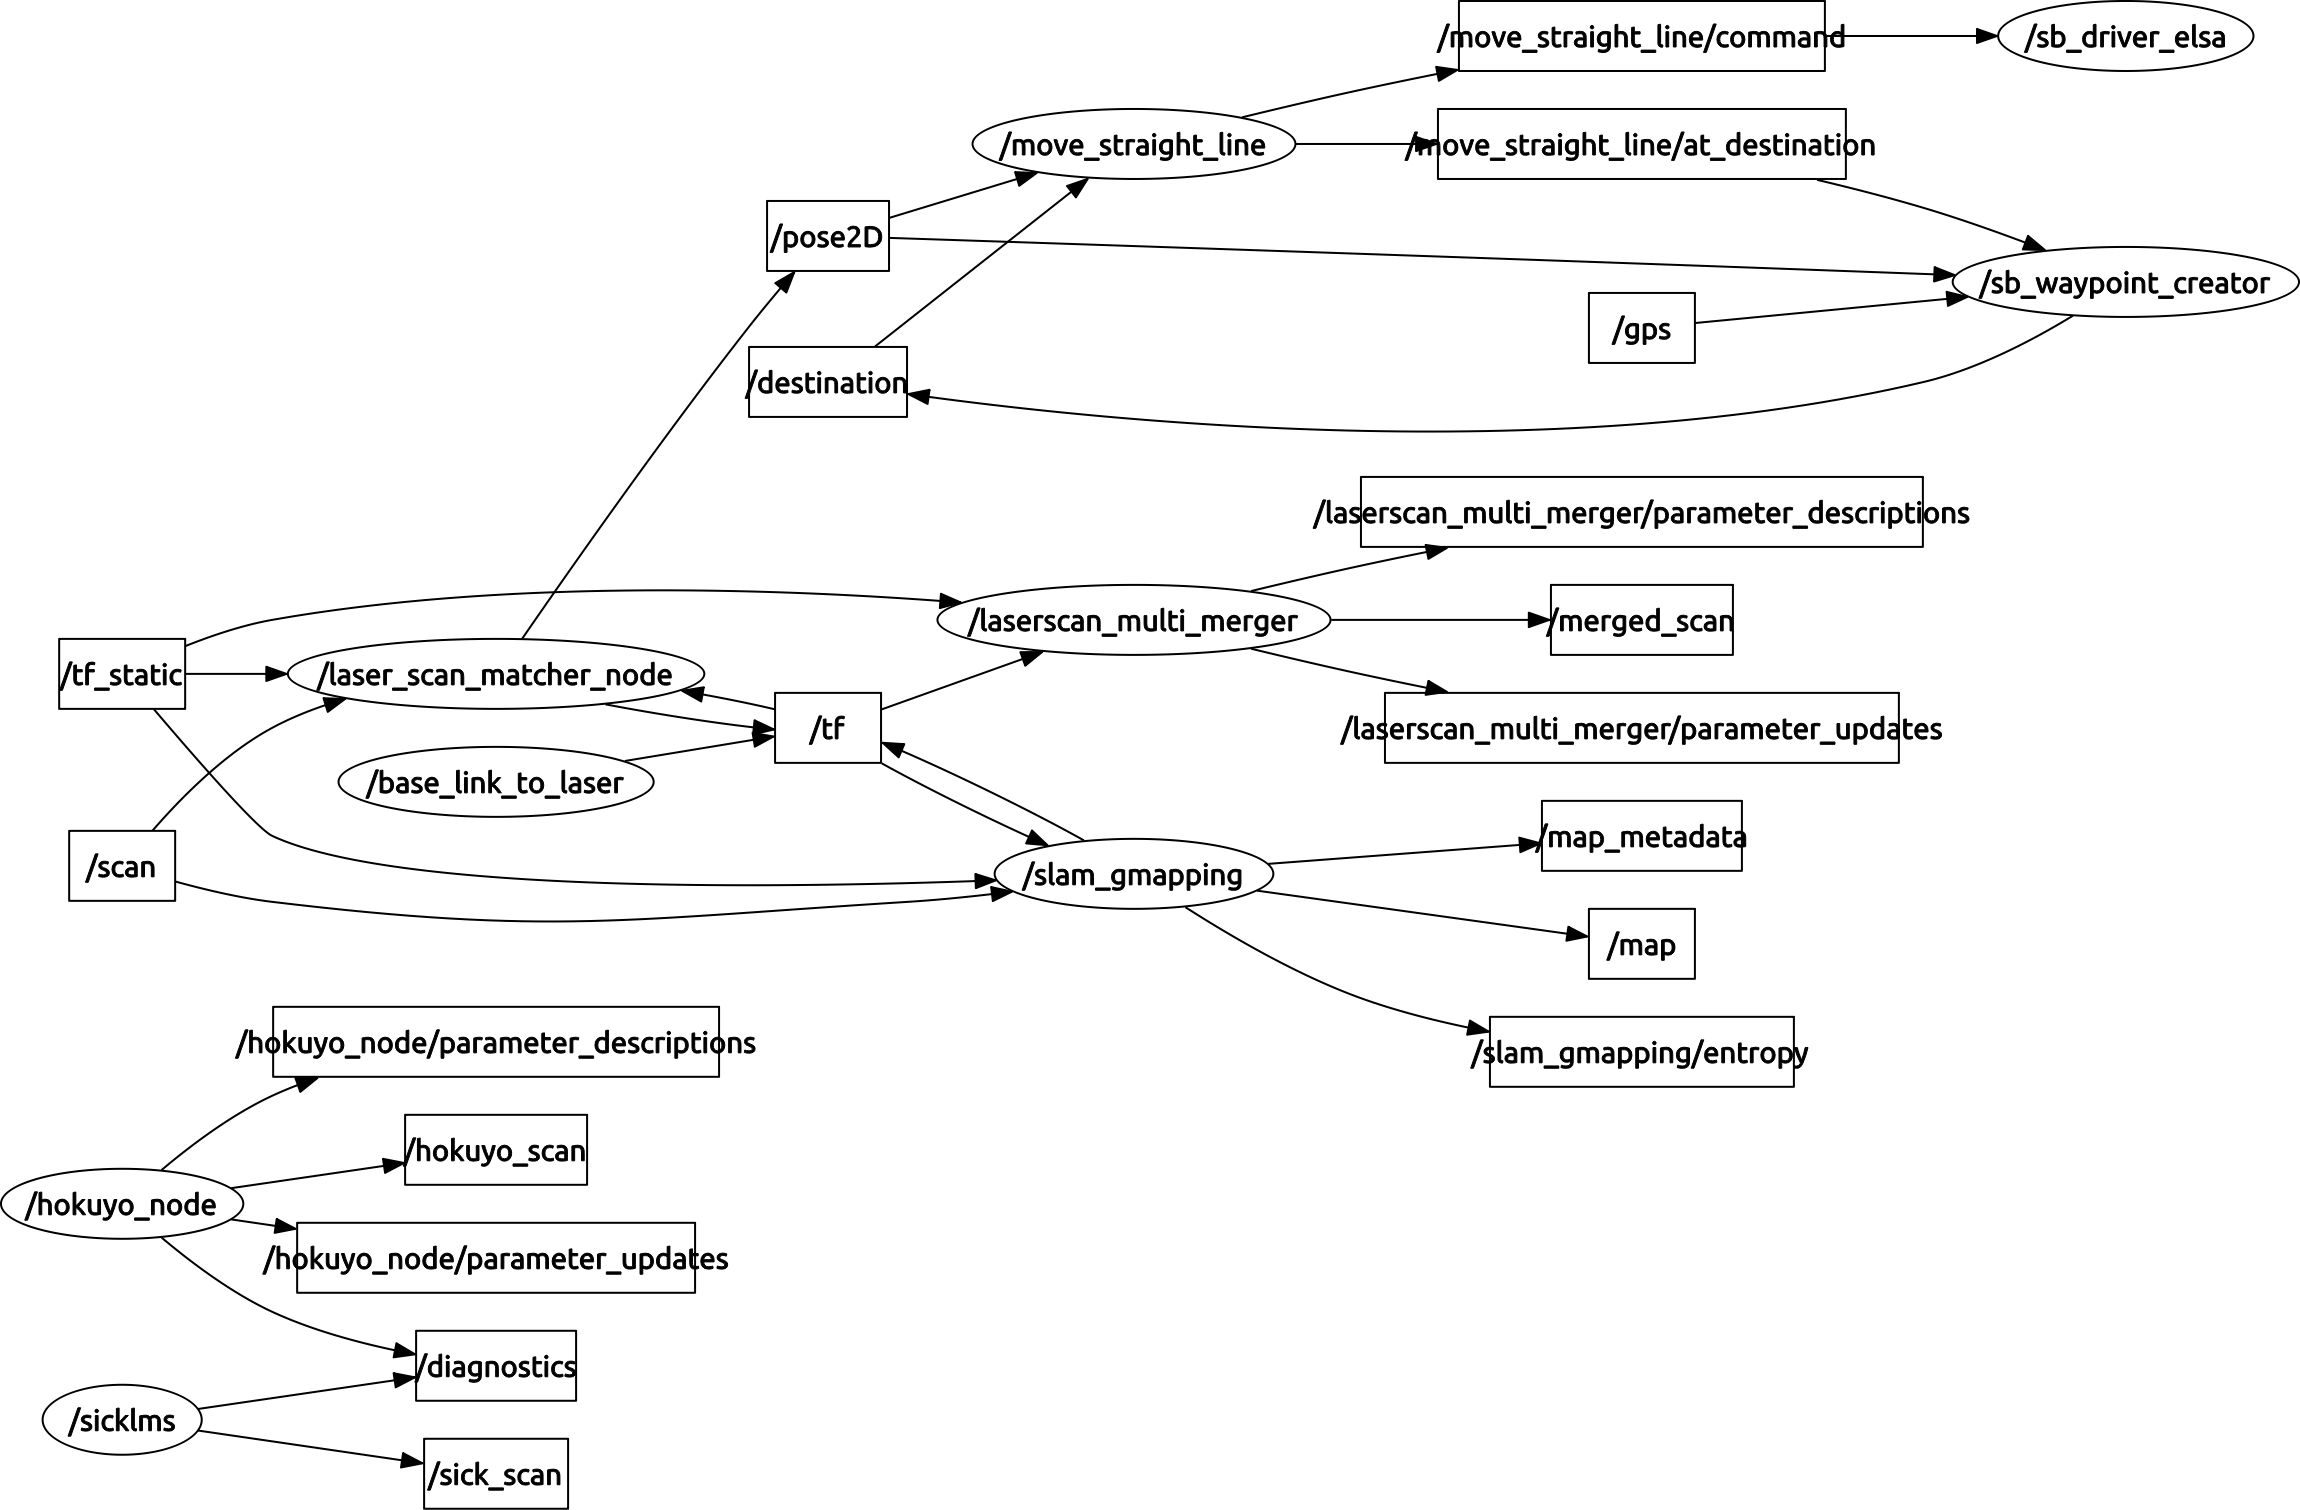 /move_straight_line/command
/sb_driver_elsa
/move_straight_line
/move_straight_line/at_destination
/pose2D
/sb_waypoint_creator
/gps
/destination
/laserscan_multi_merger/parameter_descriptions
/laserscan_multi_merger
/merged_scan
/tf_static
/laser_scan_matcher_node
/tf
/laserscan_multi_merger/parameter_updates
/base_link_to_laser
/scan
/slam_gmapping
/map_metadata
/map
/hokuyo_node/parameter_descriptions
/slam_gmapping/entropy
/hokuyo_scan
/hokuyo_node
/hokuyo_node/parameter_updates
/diagnostics
/sicklms
/sick_scan